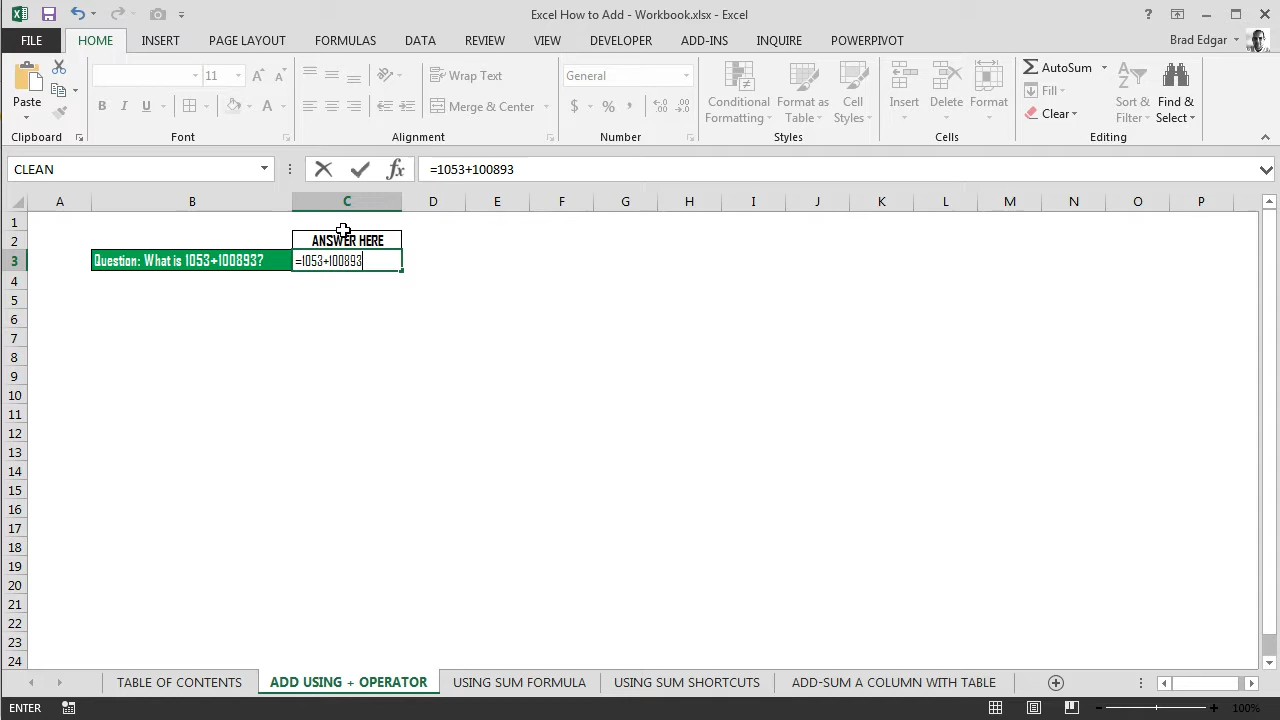 Excel How to Add - Workbook.xlsx - Excel
?
FILE HOME INSERT PAGE LAYOUT FORMULAS DATA REVIEW VIEW DEVELOPER ADD-INS INQUIRE POWERPIVOT Brad Edgar
Paste
11 A A
B I U A
Wrap Text
Merge & Center
General
$ % ,
Conditional Formatting
Format as Table
Cell Styles
Insert Delete Format
AutoSum
Fill
Clear
Sort & Filter
Find & Select
Clipboard Font Alignment Number Styles Cells Editing
CLEAN fx =1053+100893
A B C D E F G H I J K L M N O P
1
2 ANSWER HERE
3 Question: What is 1053+100893? =1053+100893
4
5
6
7
8
9
10
11
12
13
14
15
16
17
18
19
20
21
22
23
24
TABLE OF CONTENTS ADD USING + OPERATOR USING SUM FORMULA USING SUM SHORTCUTS ADD-SUM A COLUMN WITH TABLE
ENTER 100%